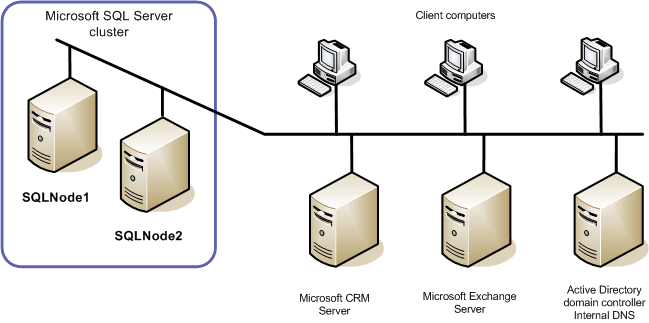 Microsoft SQL Server
cluster
Client computers
SQLNode1
SQLNode2
Microsoft CRM
Server
Microsoft Exchange
Server
Active Directory
domain controller
Internal DNS